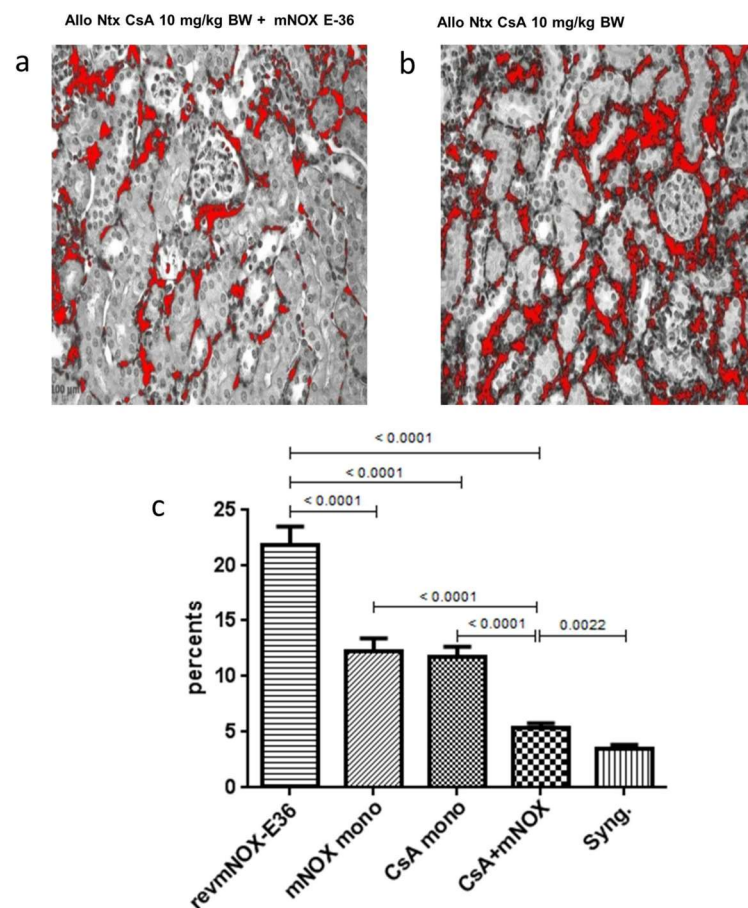 Allo Ntx CsA 10 mg/kg BW + mNOX E-36
Allo Ntx CsA 10 mg/kg BW
a
b
100 µm
c
< 0.0001
< 0.0001
< 0.0001
< 0.0001
< 0.0001
0.0022
percents
25
20
15
10
5
0
revmNOX-E36
mNOX mono
CsA mono
CsA+mNOX
Syng.